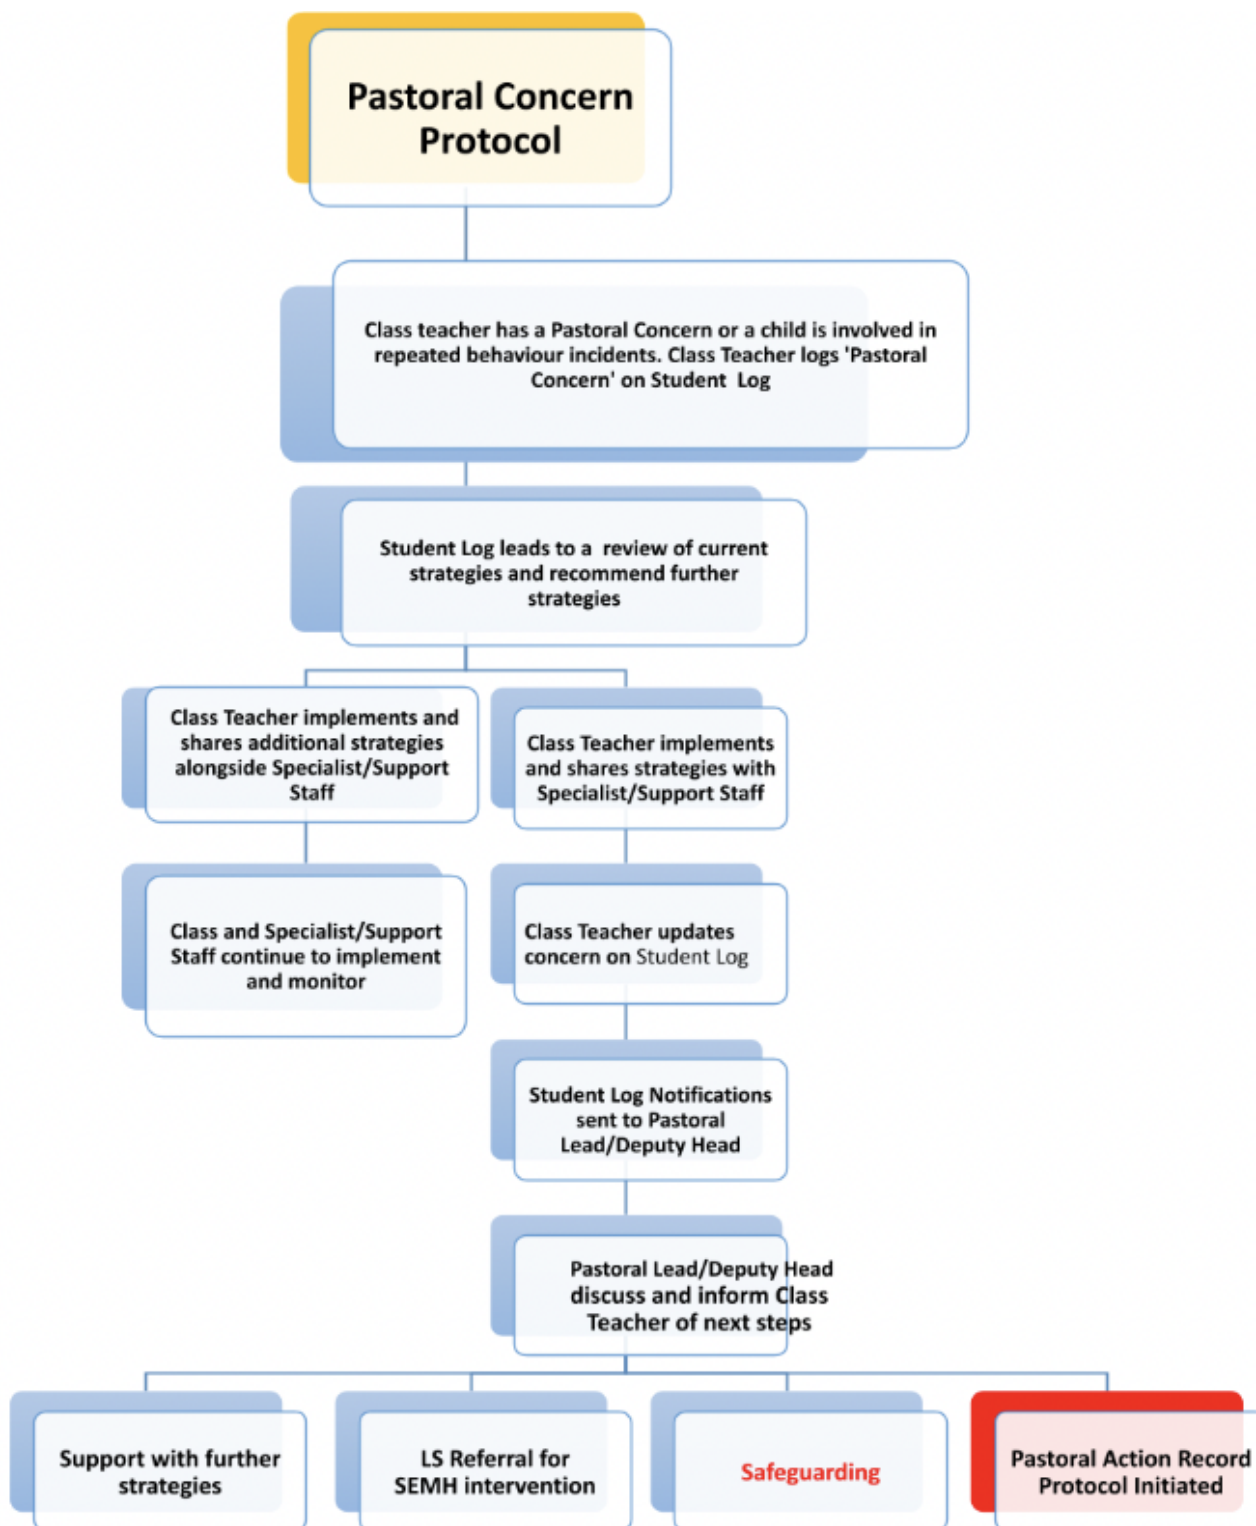 Pastoral Concern
Protocol
Class teacher has a Pastoral Concern or a child is involved in
repeated behaviour incidents. Class Teacher logs 'Pastoral
Concern' on Student Log
Student Log leads to a review of current
strategies and recommend further
strategies
Class Teacher implements and
shares additional strategies
alongside Specialist/Support
Staff
Class Teacher implements
and shares strategies with
Specialist/Support Staff
Class and Specialist/Support
Staff continue to implement
and monitor
Class Teacher updates
concern on Student Log
Student Log Notifications
sent to Pastoral
Lead/Deputy Head
Pastoral Lead/Deputy Head
discuss and inform Class
Teacher of next steps
Support with further
strategies
LS Referral for
SEMH intervention
Safeguarding
Pastoral Action Record
Protocol Initiated